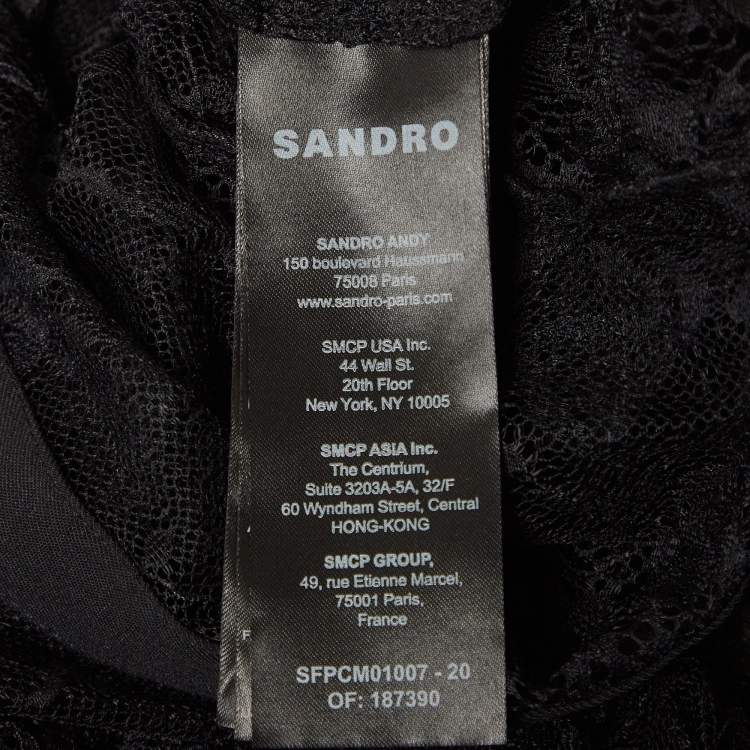 SANDRO
SANDRO ANDY
150 boulevard Haussmann
75008 Paris
www.sandro-paris.com
SMCP USA Inc.
44 Wall St.
20th Floor
New York, NY 10005
SMCP ASIA Inc.
The Centrium,
Suite 3203A-5A, 32/F
60 Wyndham Street, Central
HONG-KONG
SMCP GROUP,
49, rue Etienne Marcel,
75001 Paris,
France
F
SFPCM01007 - 20
OF: 187390